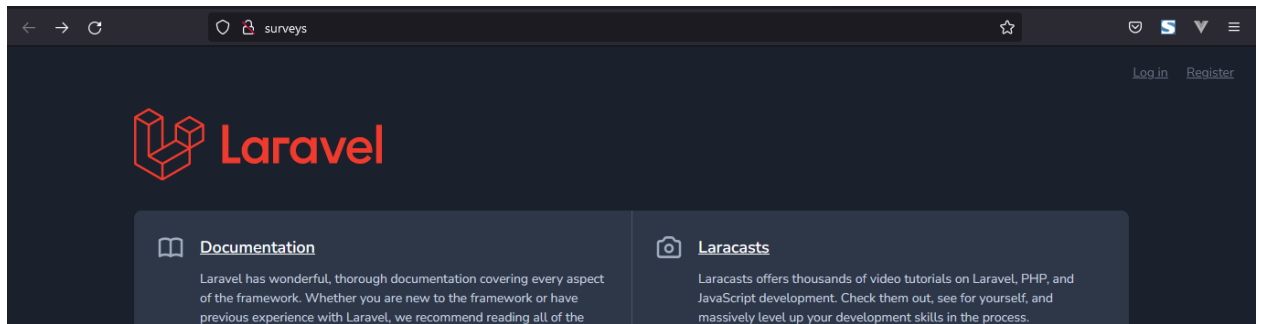 surveys
Log in Register
Laravel
Documentation
Laravel has wonderful, thorough documentation covering every aspect
of the framework. Whether you are new to the framework or have
previous experience with Laravel, we recommend reading all of the
Laracasts
Laracasts offers thousands of video tutorials on Laravel, PHP, and
JavaScript development. Check them out, see for yourself, and
massively level up your development skills in the process.